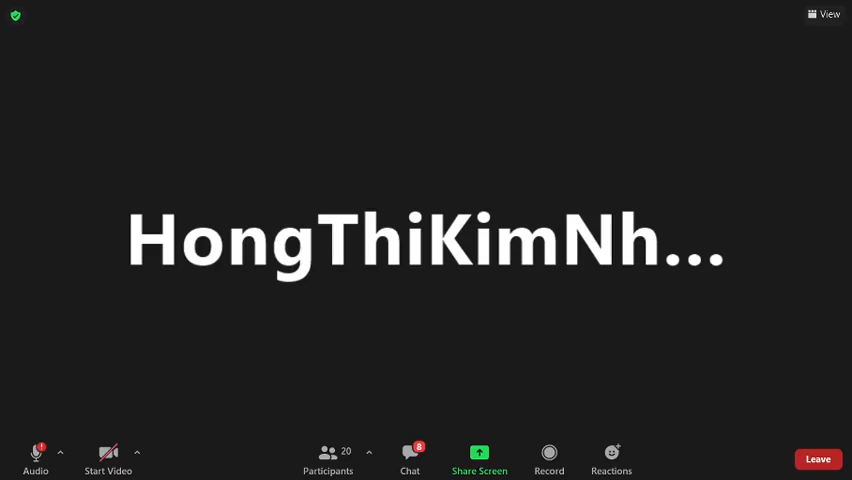 View
HongThiKimNh...
Audio
Start Video
20
Participants
8
Chat
Share Screen
Record
Reactions
Leave